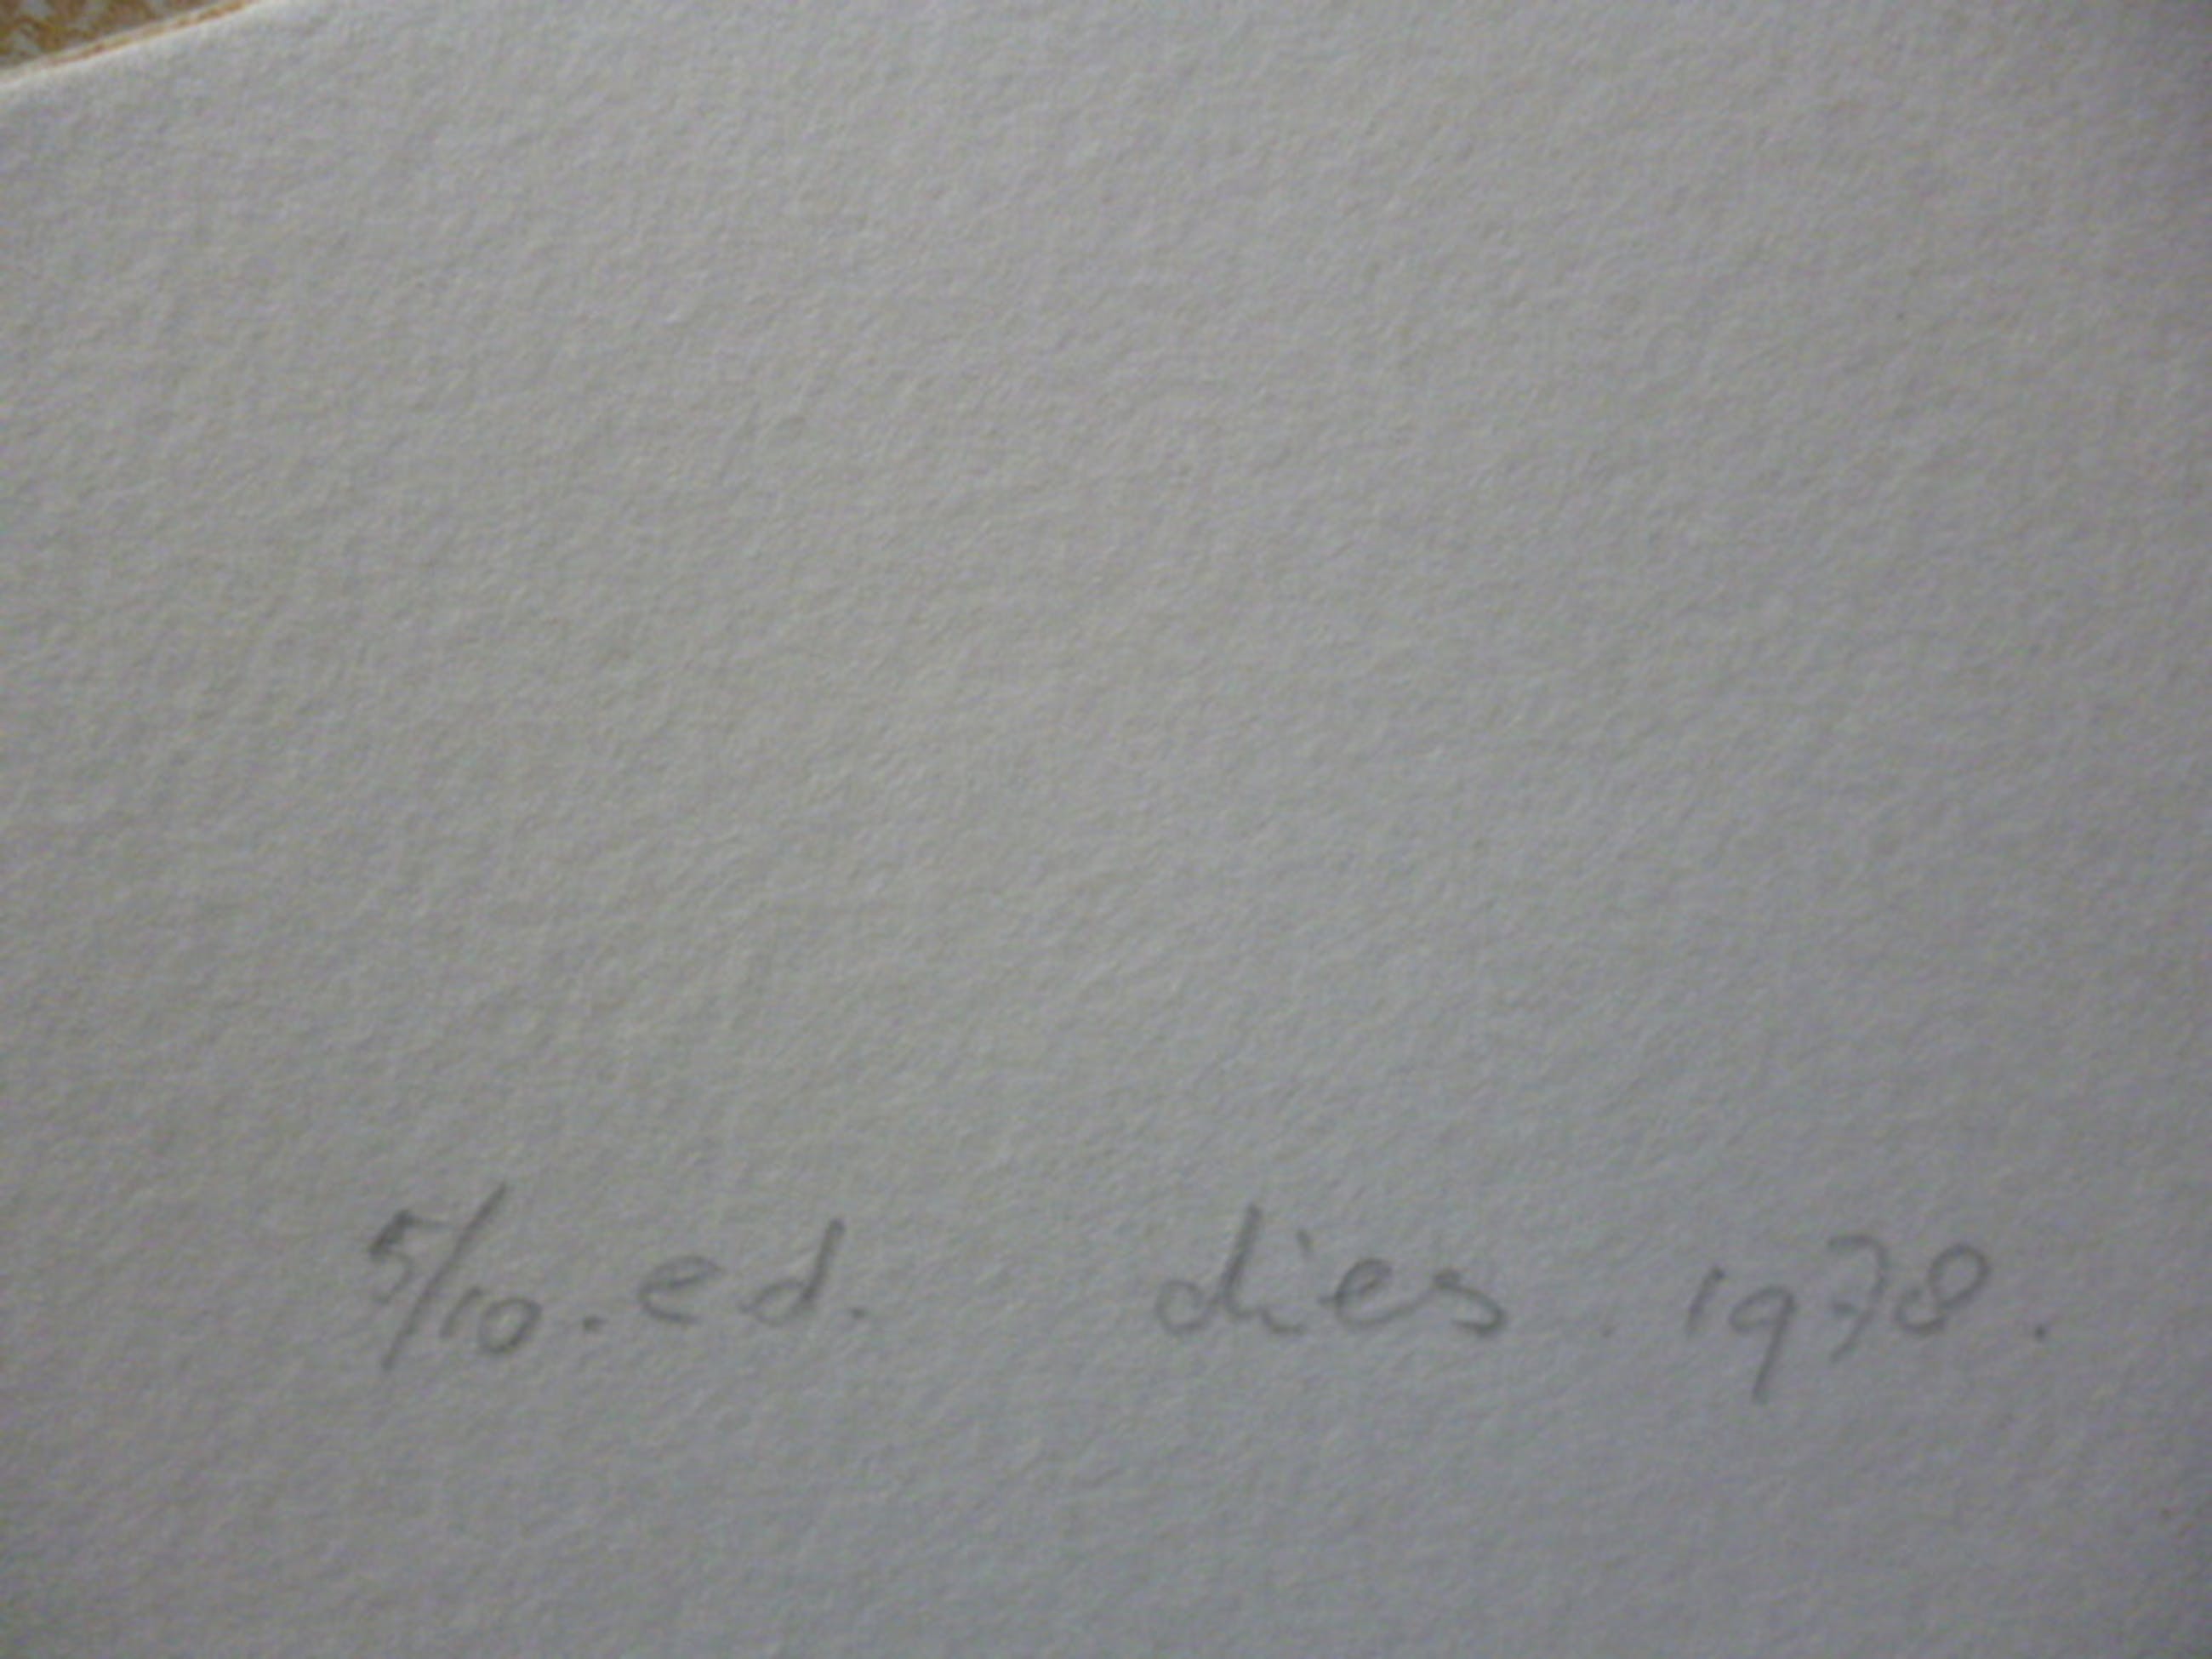 5/10. ed. dies. 1978.